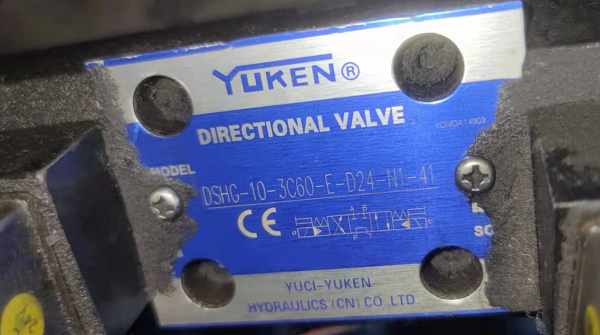 YUKEN®
DIRECTIONAL VALVE
MODEL
DSHG-10-3C60-E-D24-N1-41
CE
YUCI-YUKEN
HYDRAULICS (CN) CO.,LTD